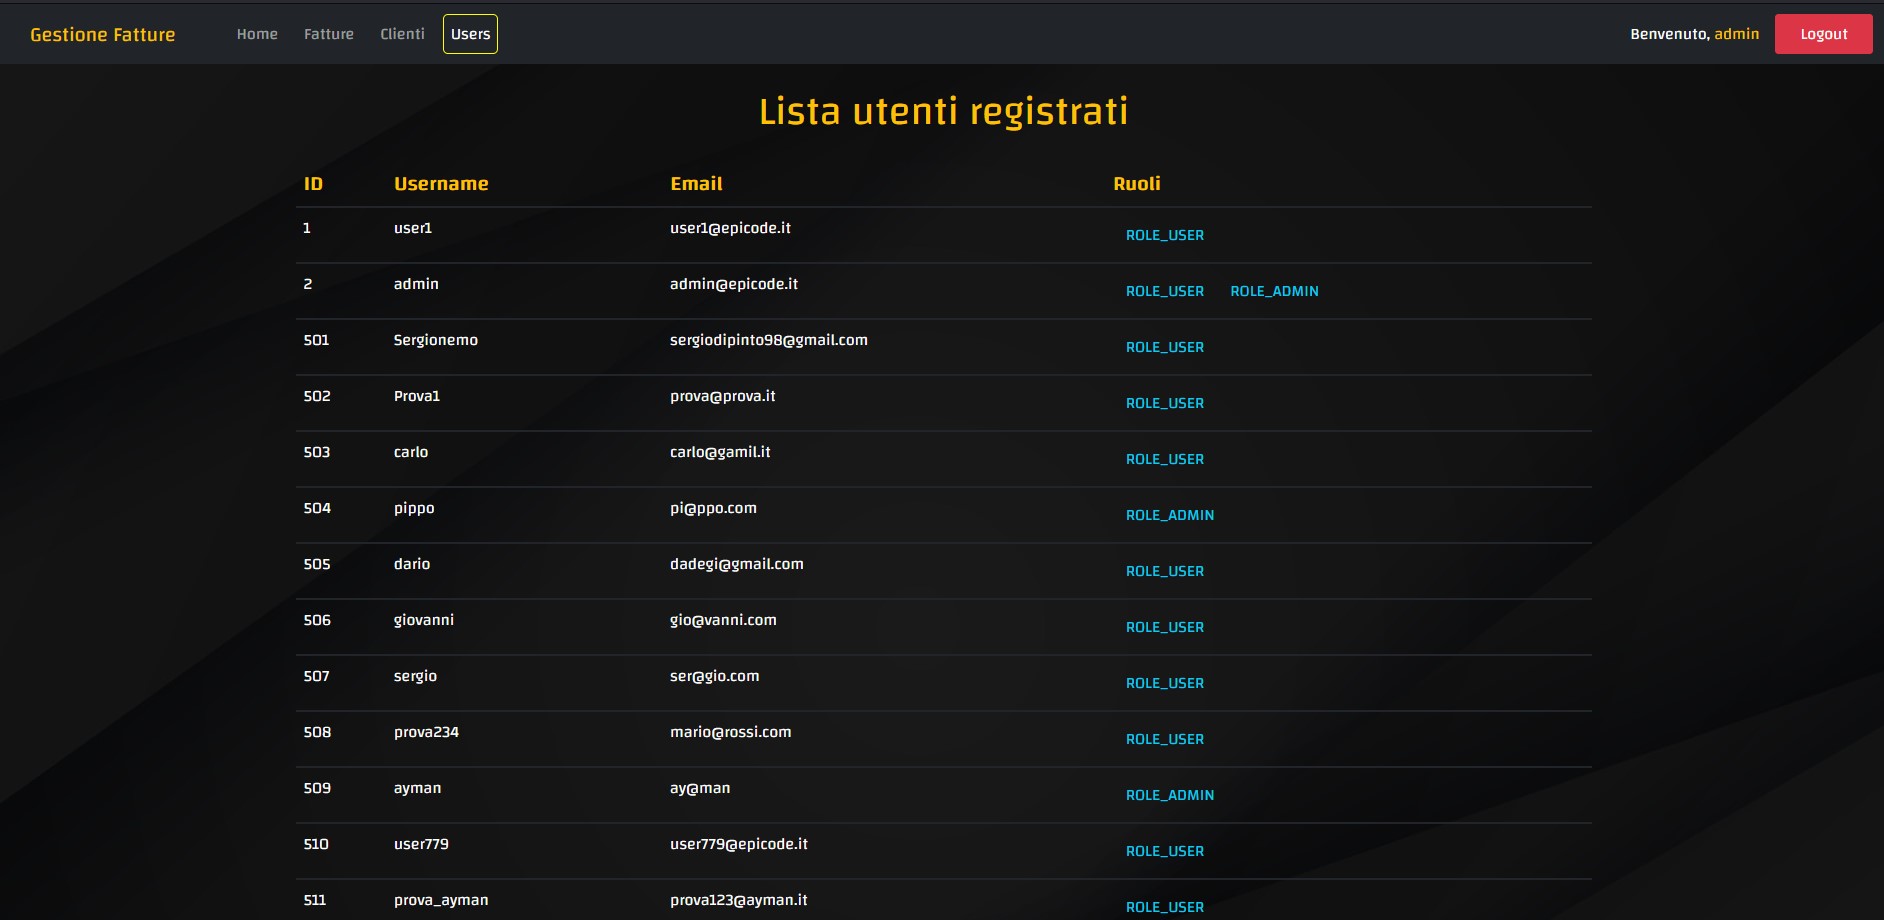 Gestione Fatture Home Fatture Clienti Users Benvenuto, admin Logout
Lista utenti registrati
ID Username Email Ruoli
1 user1 user1@epicode.it ROLE_USER
2 admin admin@epicode.it ROLE_USER ROLE_ADMIN
501 Sergionemo sergiodipinto98@gmail.com ROLE_USER
502 Prova1 prova@prova.it ROLE_USER
503 carlo carlo@gamil.it ROLE_USER
504 pippo pi@ppo.com ROLE_ADMIN
505 dario dadegi@gmail.com ROLE_USER
506 giovanni gio@vanni.com ROLE_USER
507 sergio ser@gio.com ROLE_USER
508 prova234 mario@rossi.com ROLE_USER
509 ayman ay@man ROLE_ADMIN
510 user779 user779@epicode.it ROLE_USER
511 prova_ayman prova123@ayman.it ROLE_USER